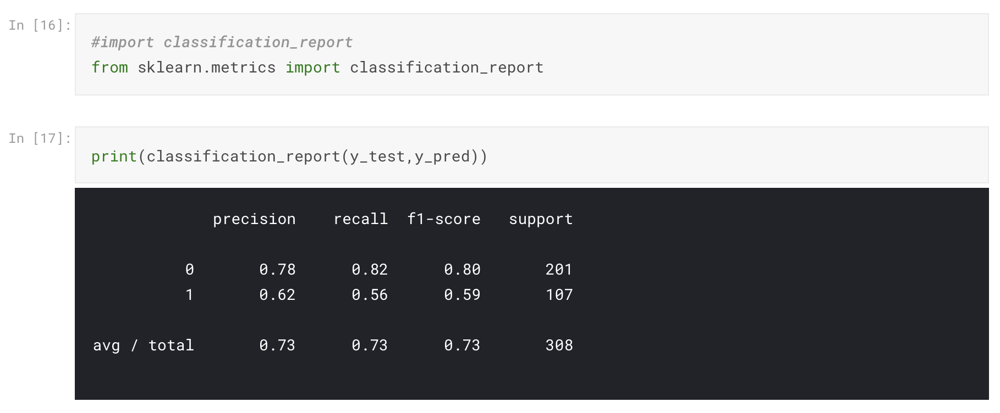 In [16]:
#import classification_report
from sklearn.metrics import classification_report
In [17]:
print(classification_report(y_test,y_pred))
precision recall f1-score support
0 0.78 0.82 0.80 201
1 0.62 0.56 0.59 107
avg / total 0.73 0.73 0.73 308